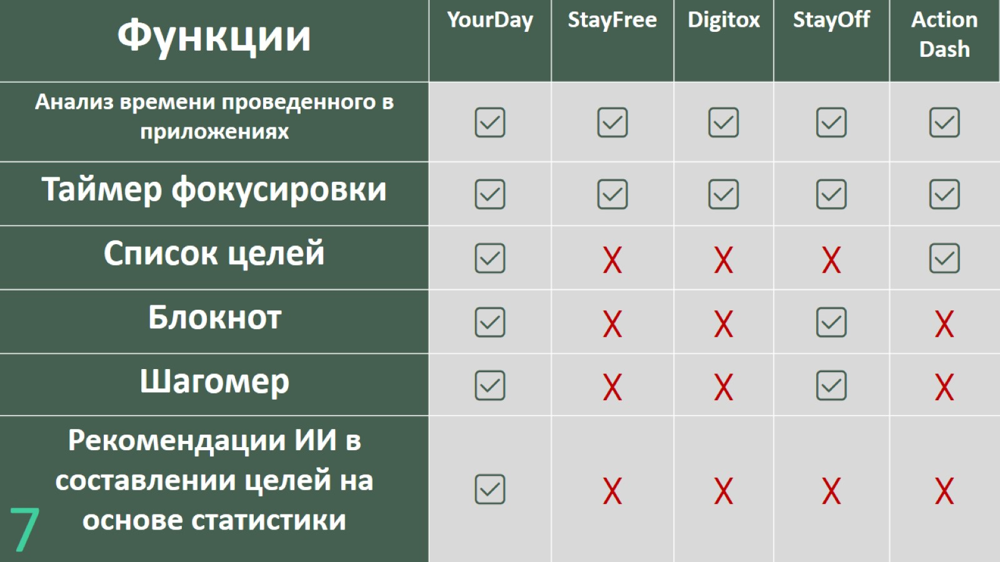 Функции
YourDay
StayFree
Digitox
StayOff
Action
Dash
Анализ времени проведенного в
приложениях
Таймер фокусировки
Список целей
X
X
X
Блокнот
X
X
X
Шагомер
X
X
X
Рекомендации ИИ в
составлении целей на
основе статистики
X
X
X
X
7